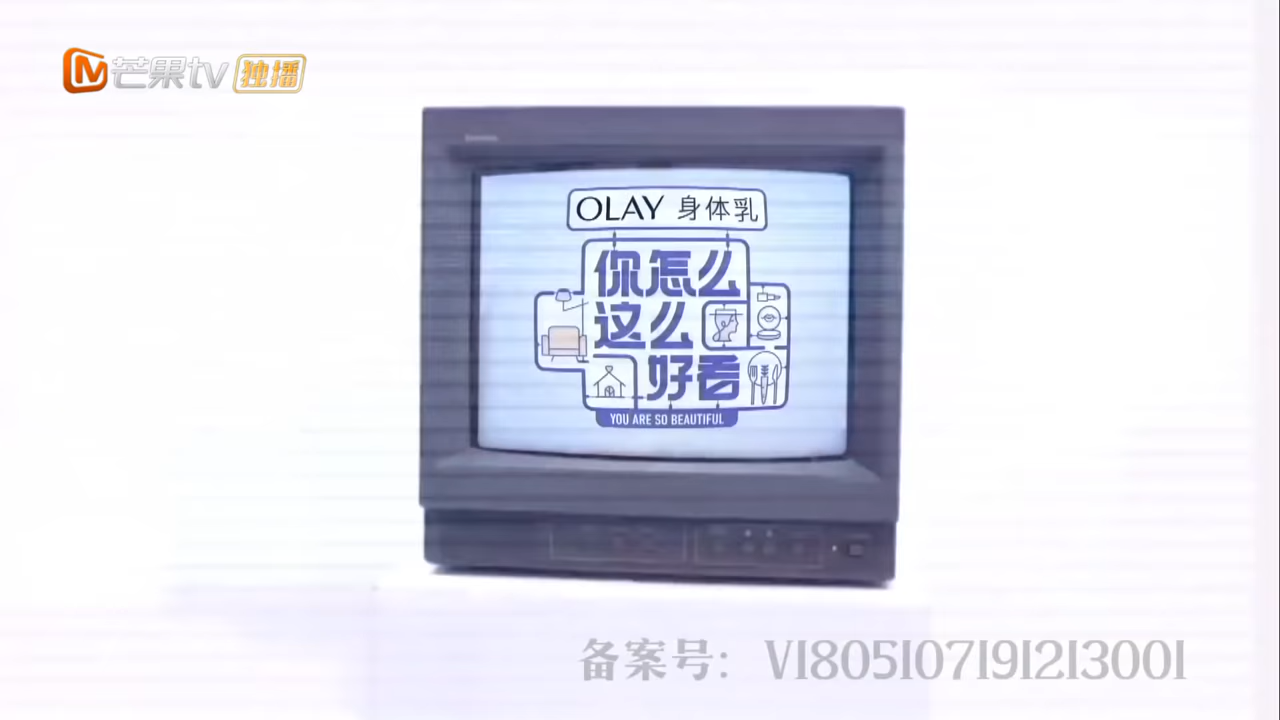 芒果tv 独播
OLAY 身体乳
你怎么
这么
好看
YOU ARE SO BEAUTIFUL
备案号：V1805107191213001